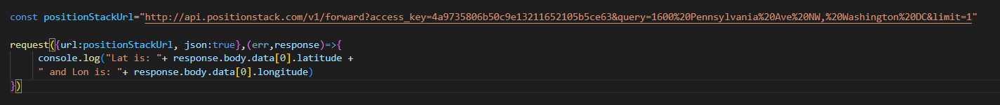 const positionStackUrl="http://api.positionstack.com/v1/forward?access_key=4a9735806b50c9e13211652105b5ce63&query=1600%20Pennsylvania%20Ave%20NW,%20Washington%20DC&limit=1"
request({url:positionStackUrl, json:true},(err,response)=>{
console.log("Lat is: "+ response.body.data[0].latitude +
" and Lon is: "+ response.body.data[0].longitude)
})